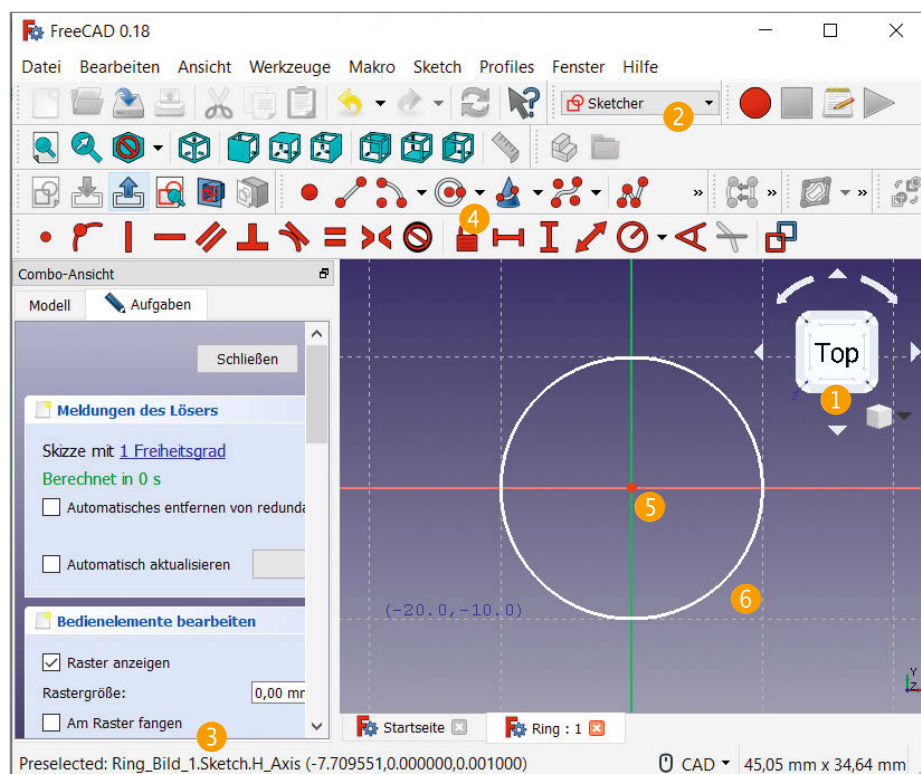 FreeCAD 0.18
Datei Bearbeiten Ansicht Werkzeuge Makro Sketch Profiles Fenster Hilfe
Sketcher
2
4
Combo-Ansicht
Modell Aufgaben
Schließen
Meldungen des Lösers
Skizze mit 1 Freiheitsgrad
Berechnet in 0 s
Automatisches entfernen von redunda
Automatisch aktualisieren
Bedienelemente bearbeiten
Raster anzeigen
Rastergröße: 0,00 mm
Am Raster fangen
3
Top
1
5
6
(-20.0,-10.0)
Y
Z
Startseite Ring : 1
Preselected: Ring_Bild_1.Sketch.H_Axis (-7.709551,0.000000,0.001000) CAD 45,05 mm x 34,64 mm